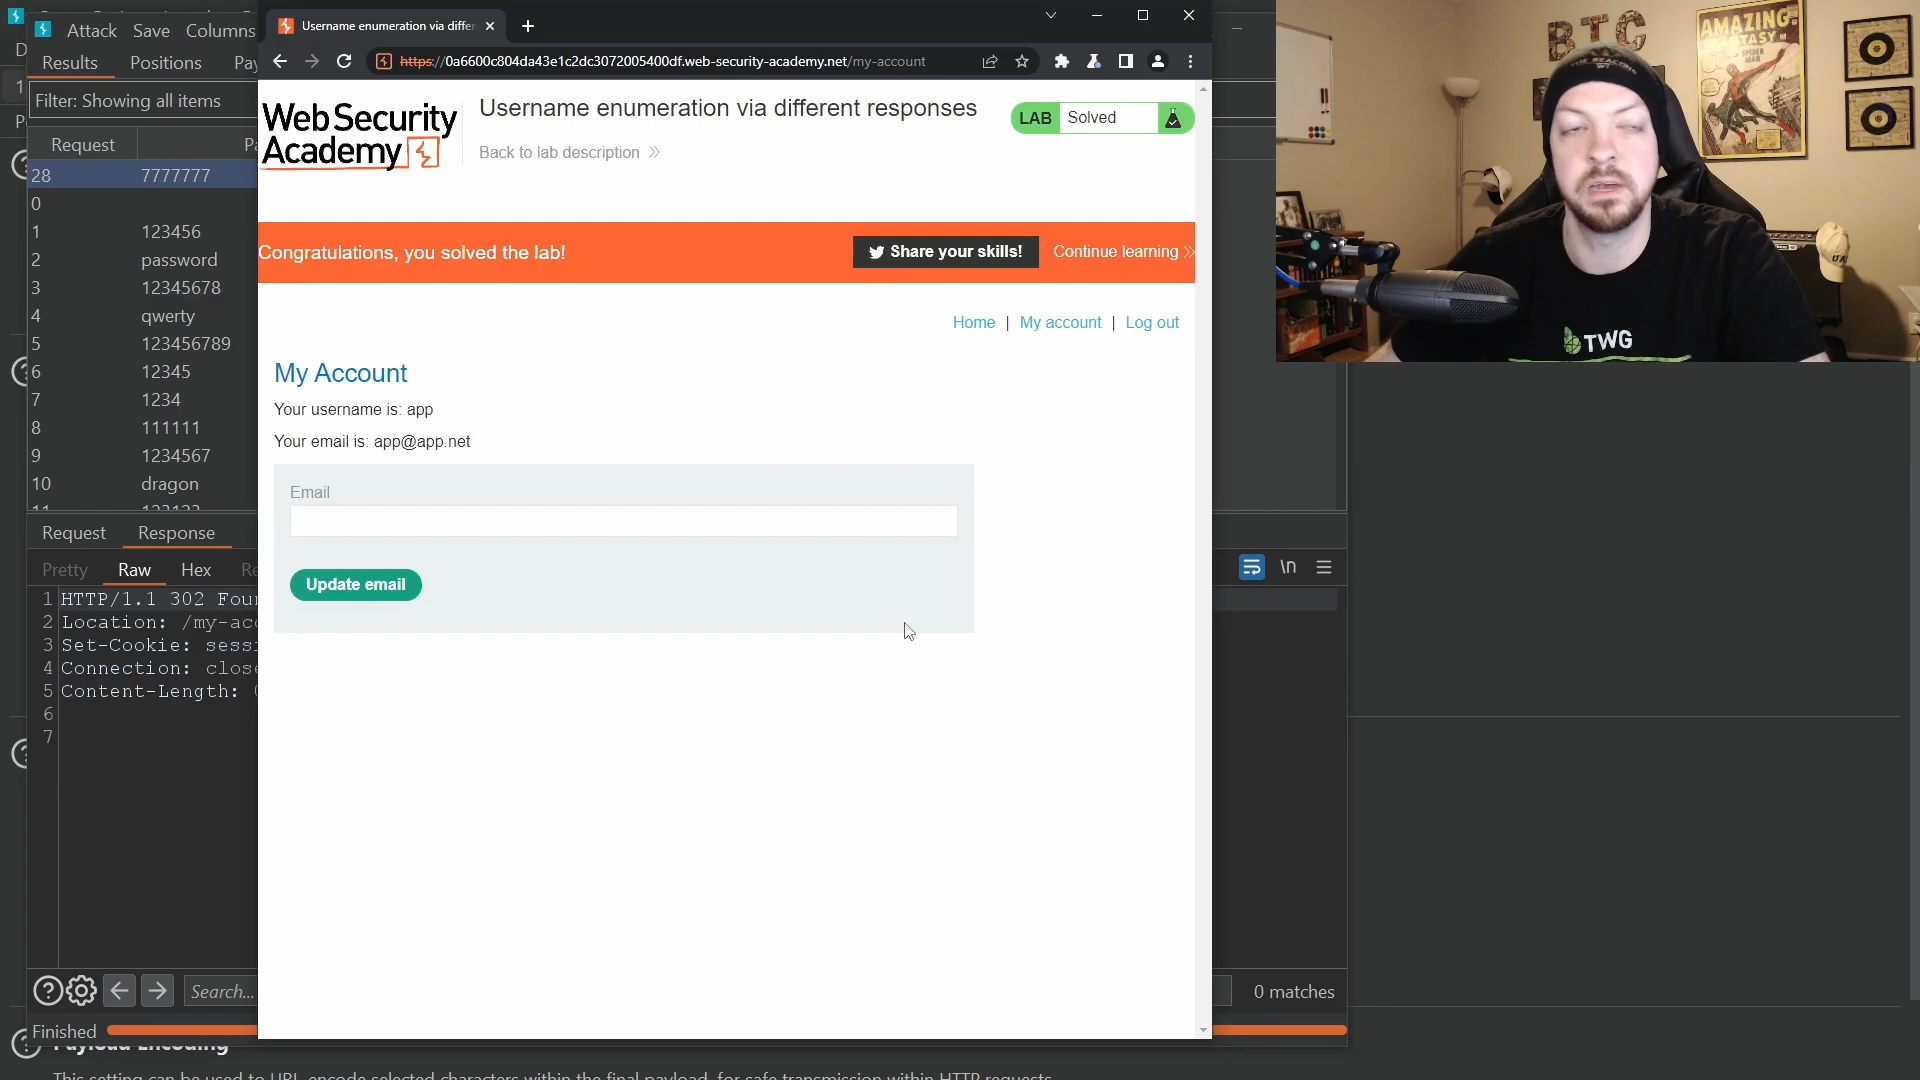 Attack Save Columns
Results Positions Pay
Filter: Showing all items
Request Pa
28 7777777
0
1 123456
2 password
3 12345678
4 qwerty
5 123456789
6 12345
7 1234
8 111111
9 1234567
10 dragon
Request Response
Pretty Raw Hex Re
1 HTTP/1.1 302 Fou
2 Location: /my-acc
3 Set-Cookie: sess
4 Connection: close
5 Content-Length:
6
7
Search...
0 matches
\n
Finished
Payload Encoding
This setting can be used to URL-encode selected characters within the final payload, for safe transmission within HTTP requests.
Username enumeration via differ
https://0a6600c804da43e1c2dc3072005400df.web-security-academy.net/my-account
Web Security
Academy
Username enumeration via different responses
Back to lab description
LAB Solved
Congratulations, you solved the lab!
Share your skills!
Continue learning
Home | My account | Log out
My Account
Your username is: app
Your email is: app@app.net
Email
Update email
BTC
AMAZING
FANTASY
TWG